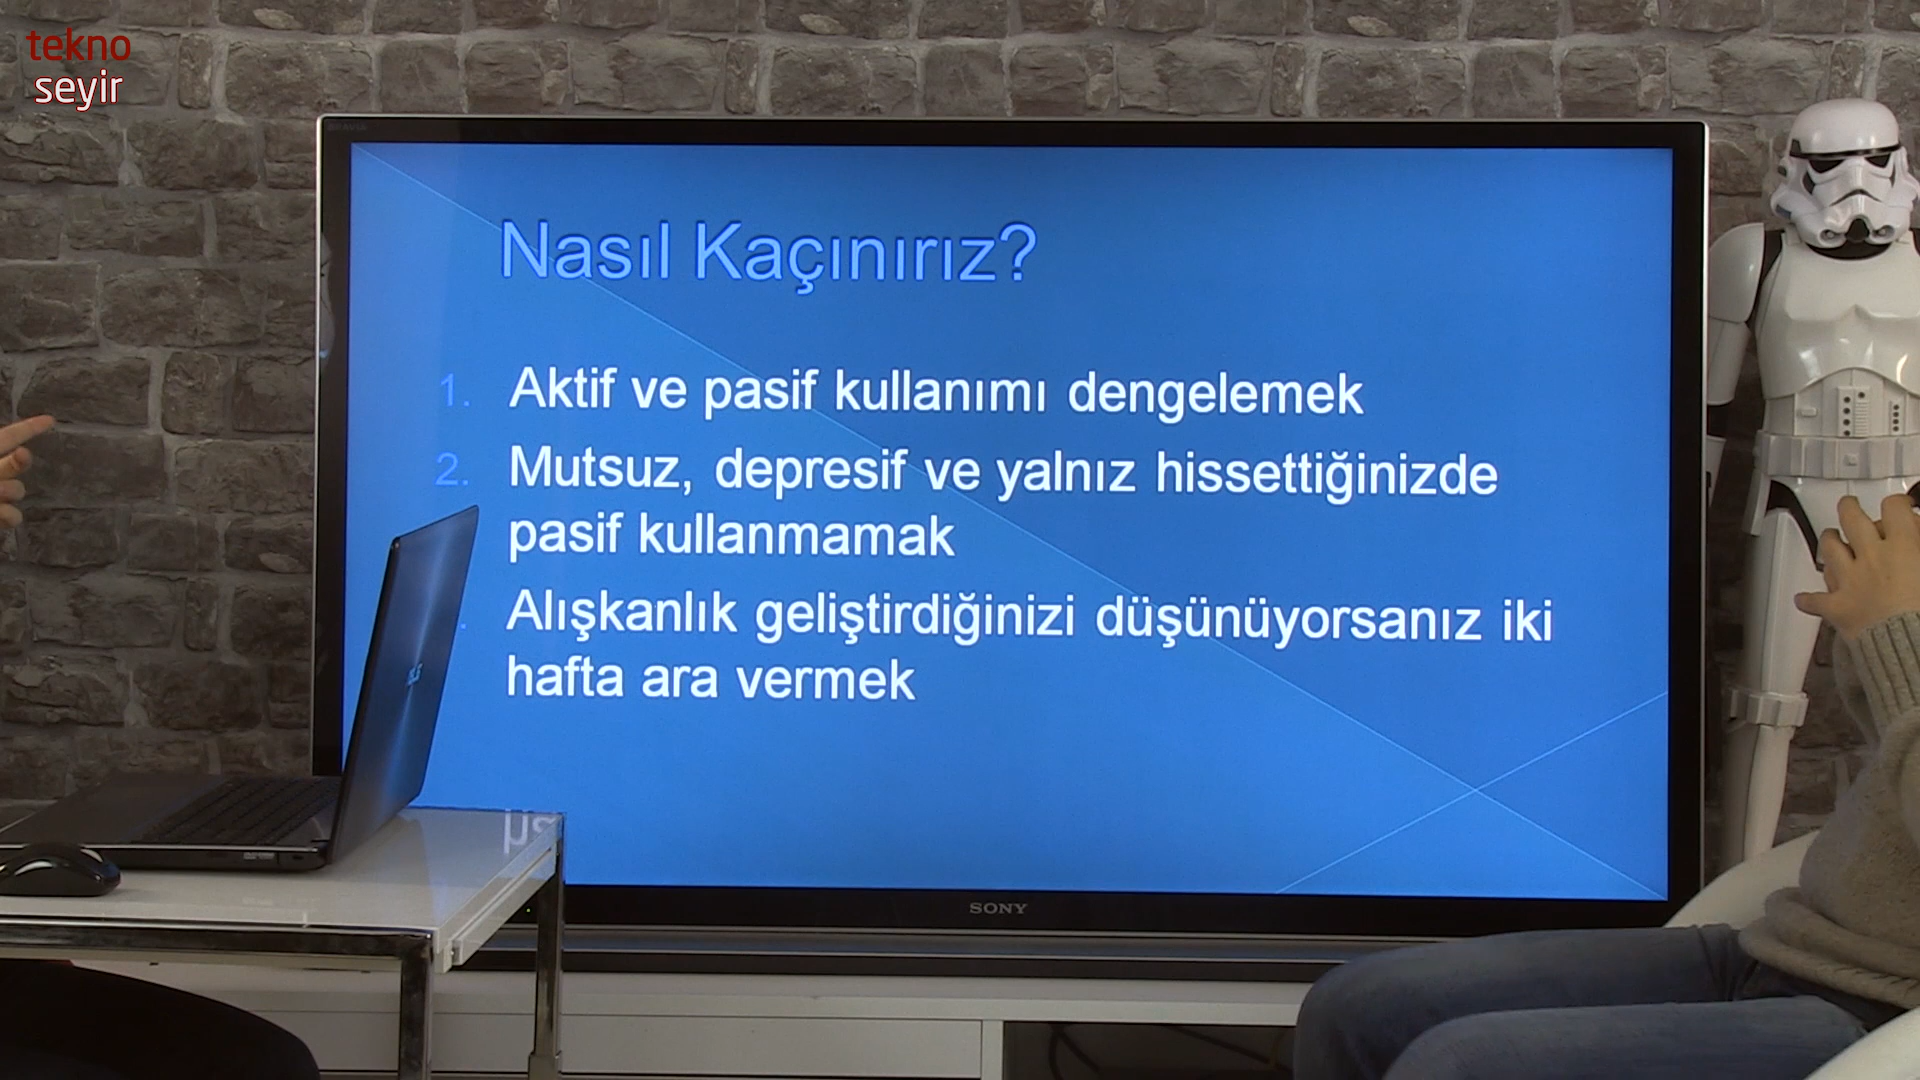 tekno
seyir
Nasıl Kaçınırız?
1. Aktif ve pasif kullanımı dengelemek
2. Mutsuz, depresif ve yalnız hissettiğinizde
pasif kullanmamak
Alışkanlık geliştirdiğinizi düşünüyorsanız iki
hafta ara vermek
SONY